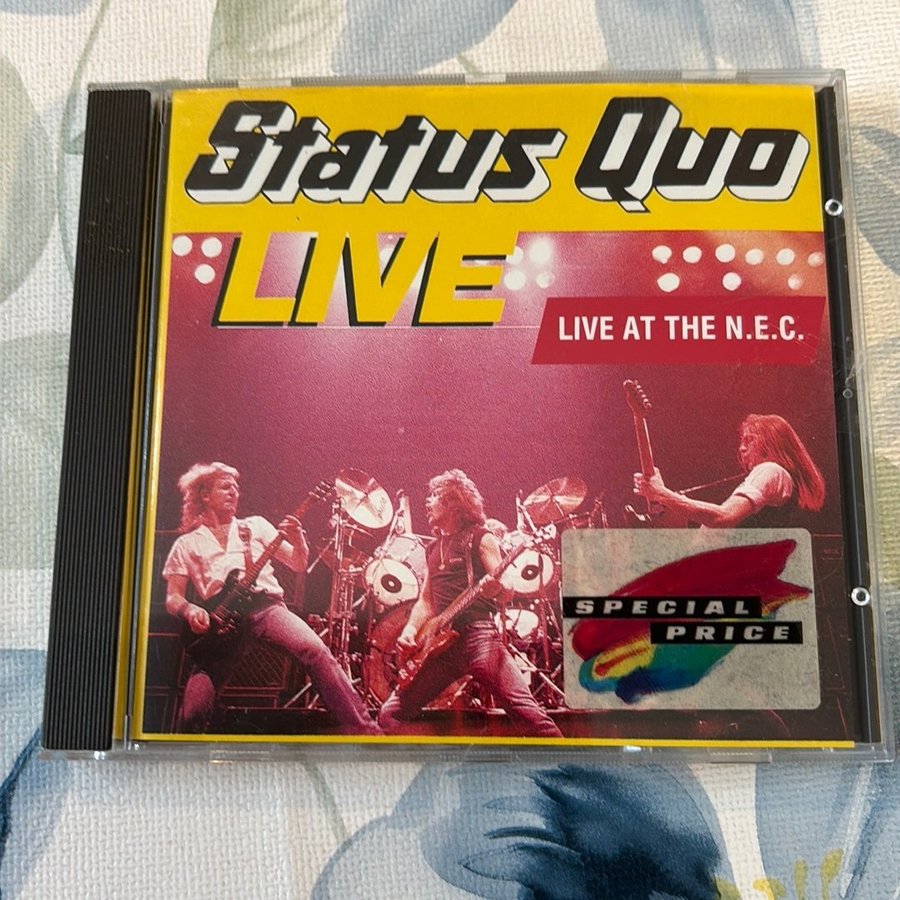 Status Quo
LIVE
LIVE AT THE N.E.C.
SPECIAL
PRICE